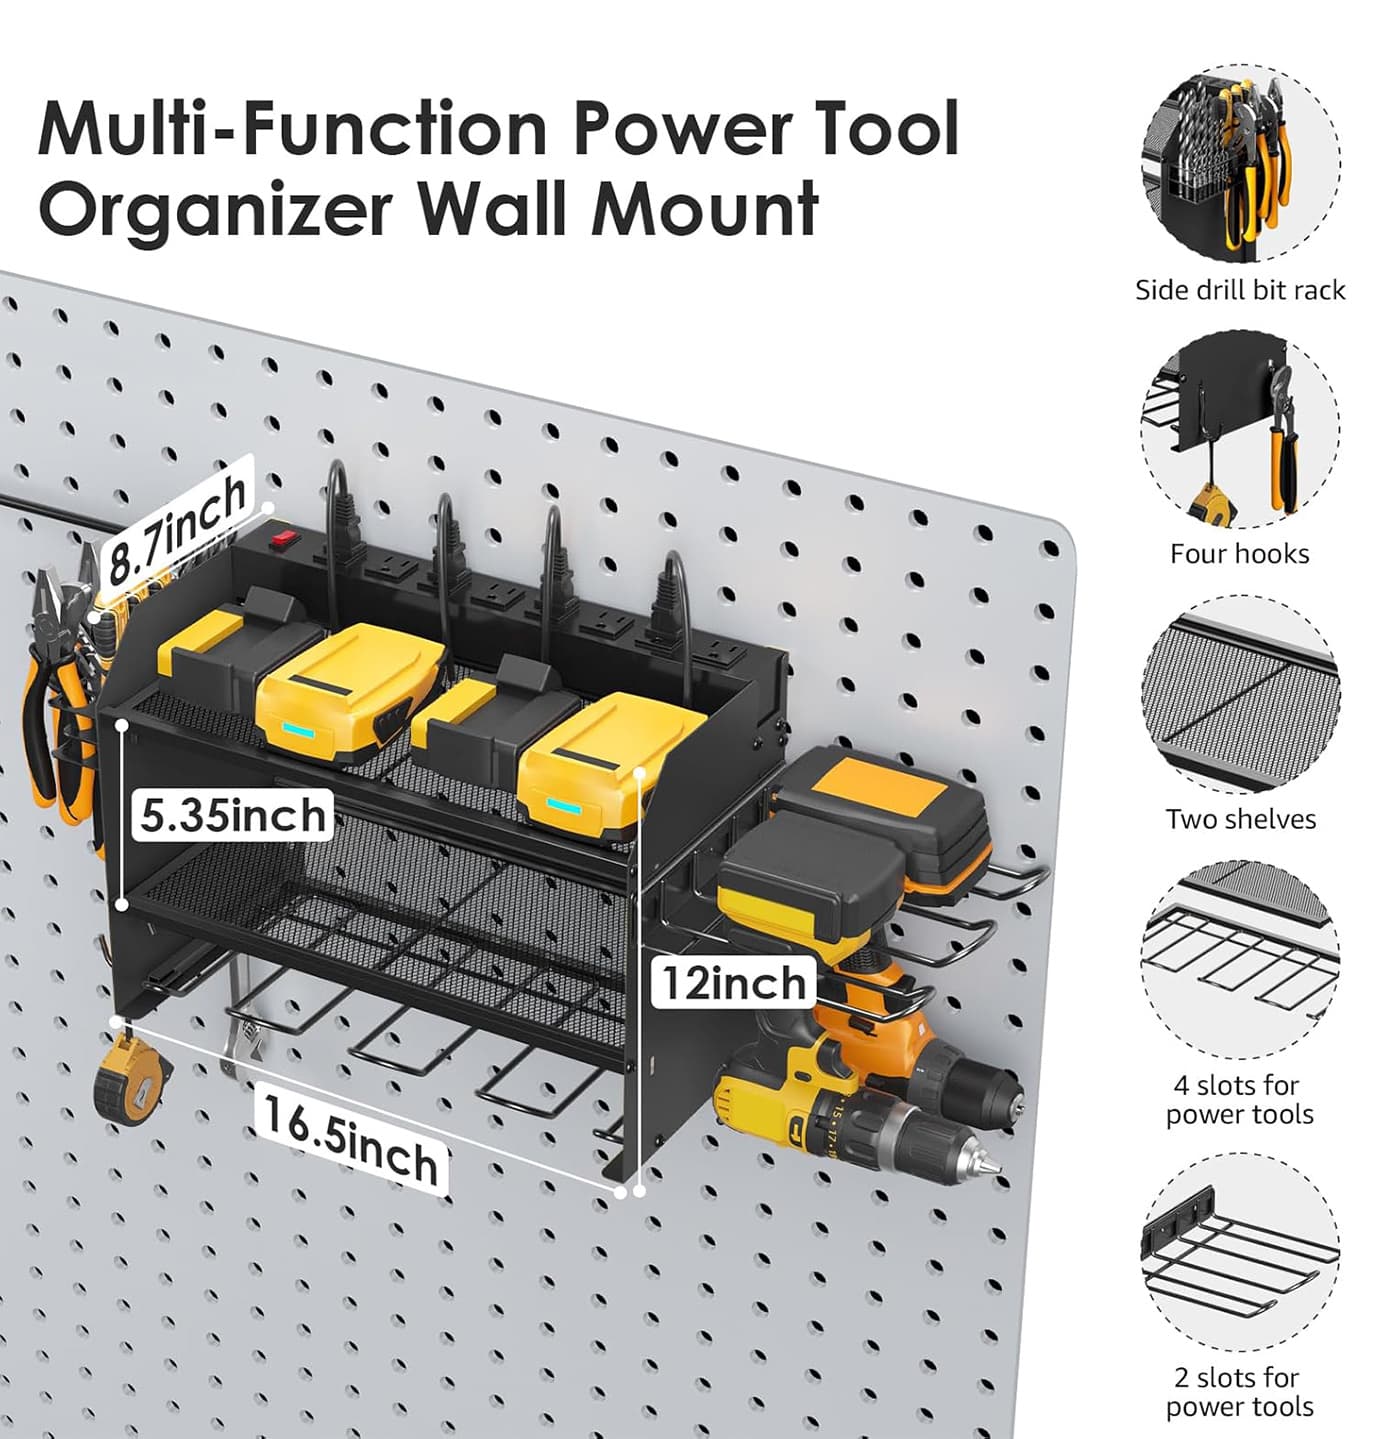 Multi-Function Power Tool
Organizer Wall Mount
8.7inch
5.35inch
12inch
16.5inch
Side drill bit rack
Four hooks
Two shelves
4 slots for
power tools
2 slots for
power tools